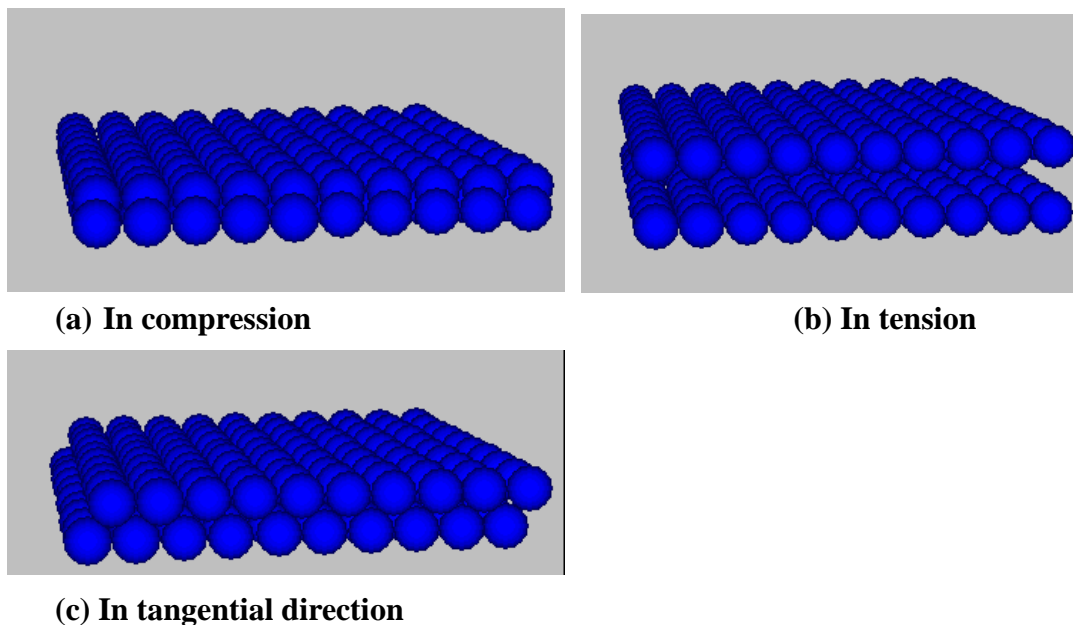 (a) In compression
(b) In tension
(c) In tangential direction